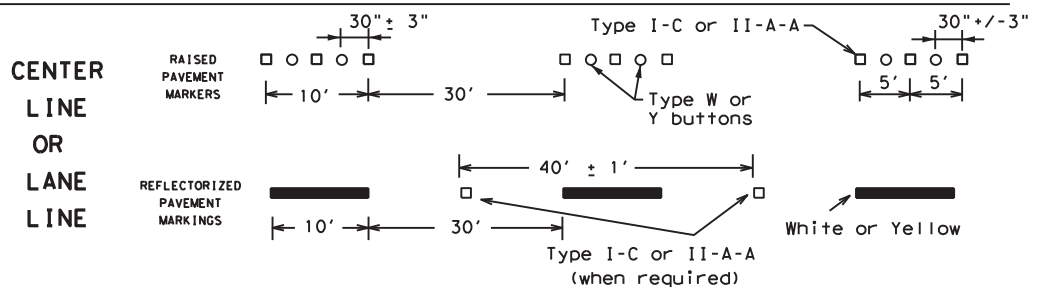 CENTER
LINE
OR
LANE
LINE
RAISED
PAVEMENT
MARKERS
30"± 3"
10'
30'
Type I-C or II-A-A
Type W or
Y buttons
30"+/-3"
5'
5'
REFLECTORIZED
PAVEMENT
MARKINGS
40' ± 1'
10'
30'
Type I-C or II-A-A
(when required)
White or Yellow